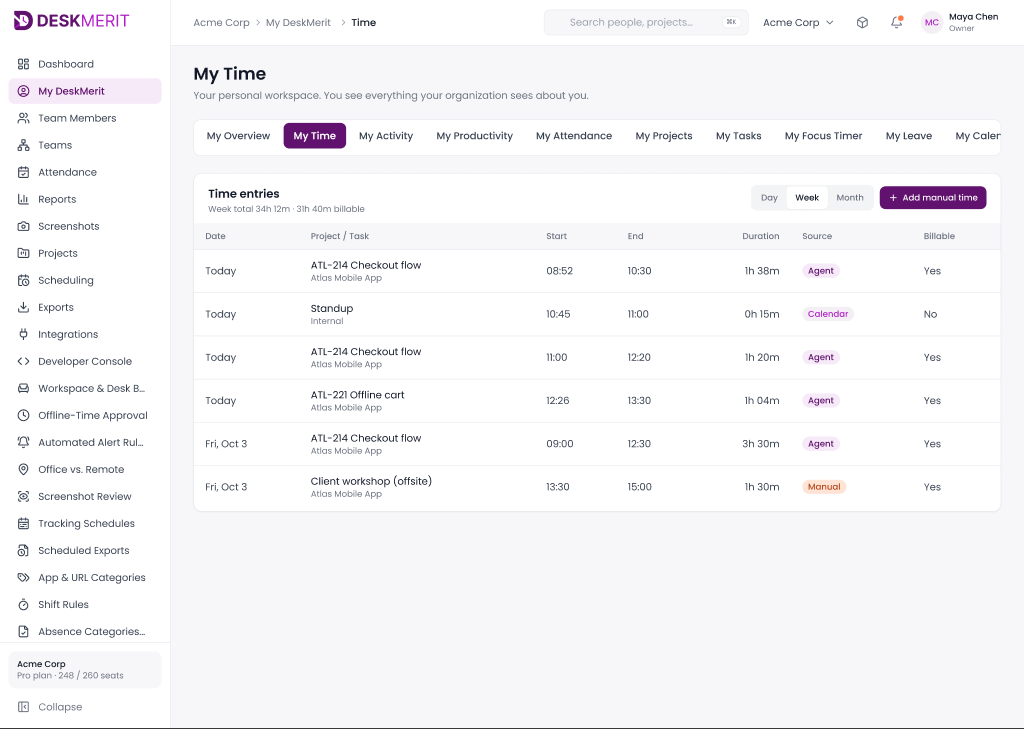 DESKMERIT
Acme Corp > My DeskMerit > Time
Search people, projects... ⌘K
Acme Corp
MC
Maya Chen
Owner
Dashboard
My DeskMerit
Team Members
Teams
Attendance
Reports
Screenshots
Projects
Scheduling
Exports
Integrations
Developer Console
Workspace & Desk B...
Offline-Time Approval
Automated Alert Rul...
Office vs. Remote
Screenshot Review
Tracking Schedules
Scheduled Exports
App & URL Categories
Shift Rules
Absence Categories...
Acme Corp
Pro plan · 248 / 260 seats
Collapse
My Time
Your personal workspace. You see everything your organization sees about you.
My Overview My Time My Activity My Productivity My Attendance My Projects My Tasks My Focus Timer My Leave My Calen
Time entries
Week total 34h 12m · 31h 40m billable
Day Week Month + Add manual time
Date Project / Task Start End Duration Source Billable
Today ATL-214 Checkout flow 08:52 10:30 1h 38m Agent Yes
Atlas Mobile App
Today Standup 10:45 11:00 0h 15m Calendar No
Internal
Today ATL-214 Checkout flow 11:00 12:20 1h 20m Agent Yes
Atlas Mobile App
Today ATL-221 Offline cart 12:26 13:30 1h 04m Agent Yes
Atlas Mobile App
Fri, Oct 3 ATL-214 Checkout flow 09:00 12:30 3h 30m Agent Yes
Atlas Mobile App
Fri, Oct 3 Client workshop (offsite) 13:30 15:00 1h 30m Manual Yes
Atlas Mobile App